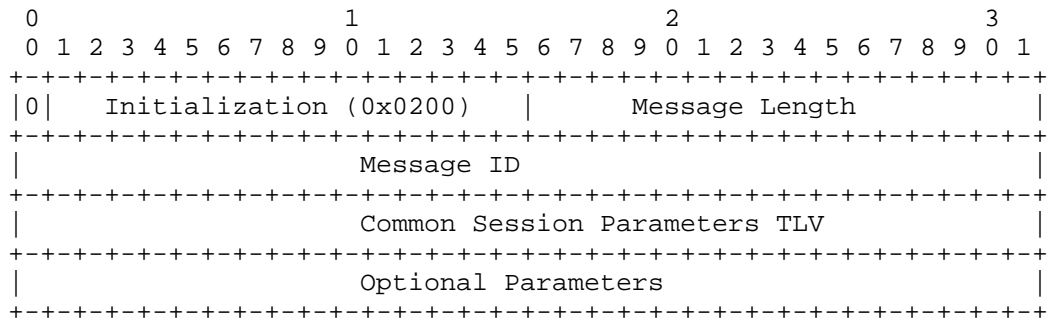 0                   1                   2                   3
 0 1 2 3 4 5 6 7 8 9 0 1 2 3 4 5 6 7 8 9 0 1 2 3 4 5 6 7 8 9 0 1
+-+-+-+-+-+-+-+-+-+-+-+-+-+-+-+-+-+-+-+-+-+-+-+-+-+-+-+-+-+-+-+-+
|0|   Initialization (0x0200)   |      Message Length           |
+-+-+-+-+-+-+-+-+-+-+-+-+-+-+-+-+-+-+-+-+-+-+-+-+-+-+-+-+-+-+-+-+
|                     Message ID                                |
+-+-+-+-+-+-+-+-+-+-+-+-+-+-+-+-+-+-+-+-+-+-+-+-+-+-+-+-+-+-+-+-+
|                     Common Session Parameters TLV             |
+-+-+-+-+-+-+-+-+-+-+-+-+-+-+-+-+-+-+-+-+-+-+-+-+-+-+-+-+-+-+-+-+
|                     Optional Parameters                       |
+-+-+-+-+-+-+-+-+-+-+-+-+-+-+-+-+-+-+-+-+-+-+-+-+-+-+-+-+-+-+-+-+